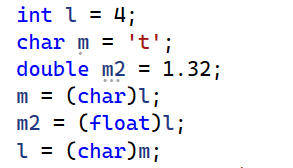 int l = 4;
char m = 't';
double m2 = 1.32;
m = (char)l;
m2 = (float)l;
l = (char)m;